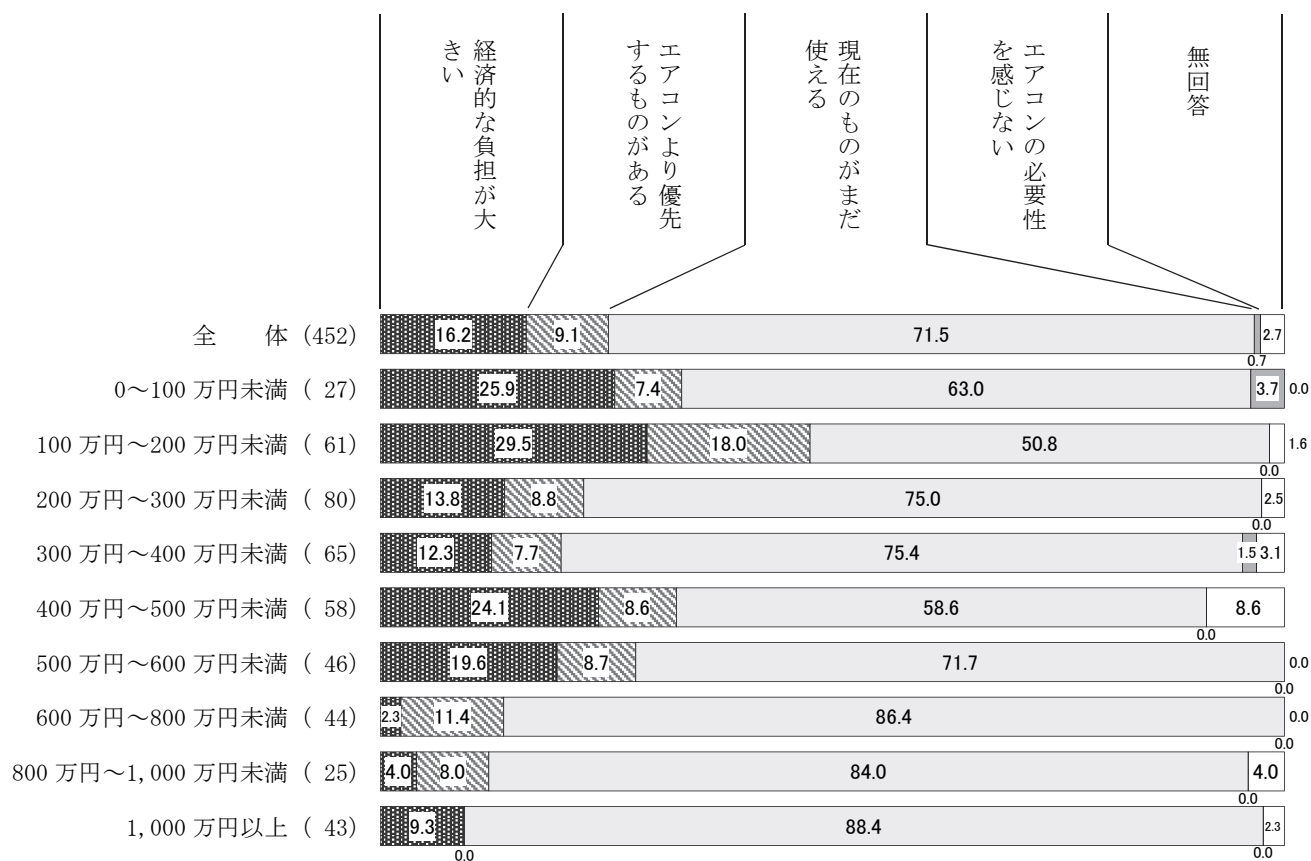 経済的な負担が大
きい
エアコンより優先
するものがある
現在のものがまだ
使える
エアコンの必要性
を感じない
無回答
全　　体 (452)
16.2
9.1
71.5
0.7
2.7
0～100 万円未満 ( 27)
25.9
7.4
63.0
3.7
0.0
100 万円～200 万円未満 ( 61)
29.5
18.0
50.8
0.0
1.6
200 万円～300 万円未満 ( 80)
13.8
8.8
75.0
0.0
2.5
300 万円～400 万円未満 ( 65)
12.3
7.7
75.4
1.5
3.1
400 万円～500 万円未満 ( 58)
24.1
8.6
58.6
0.0
8.6
500 万円～600 万円未満 ( 46)
19.6
8.7
71.7
0.0
0.0
600 万円～800 万円未満 ( 44)
2.3
11.4
86.4
0.0
0.0
800 万円～1,000 万円未満 ( 25)
4.0
8.0
84.0
0.0
4.0
1,000 万円以上 ( 43)
9.3
0.0
88.4
0.0
2.3